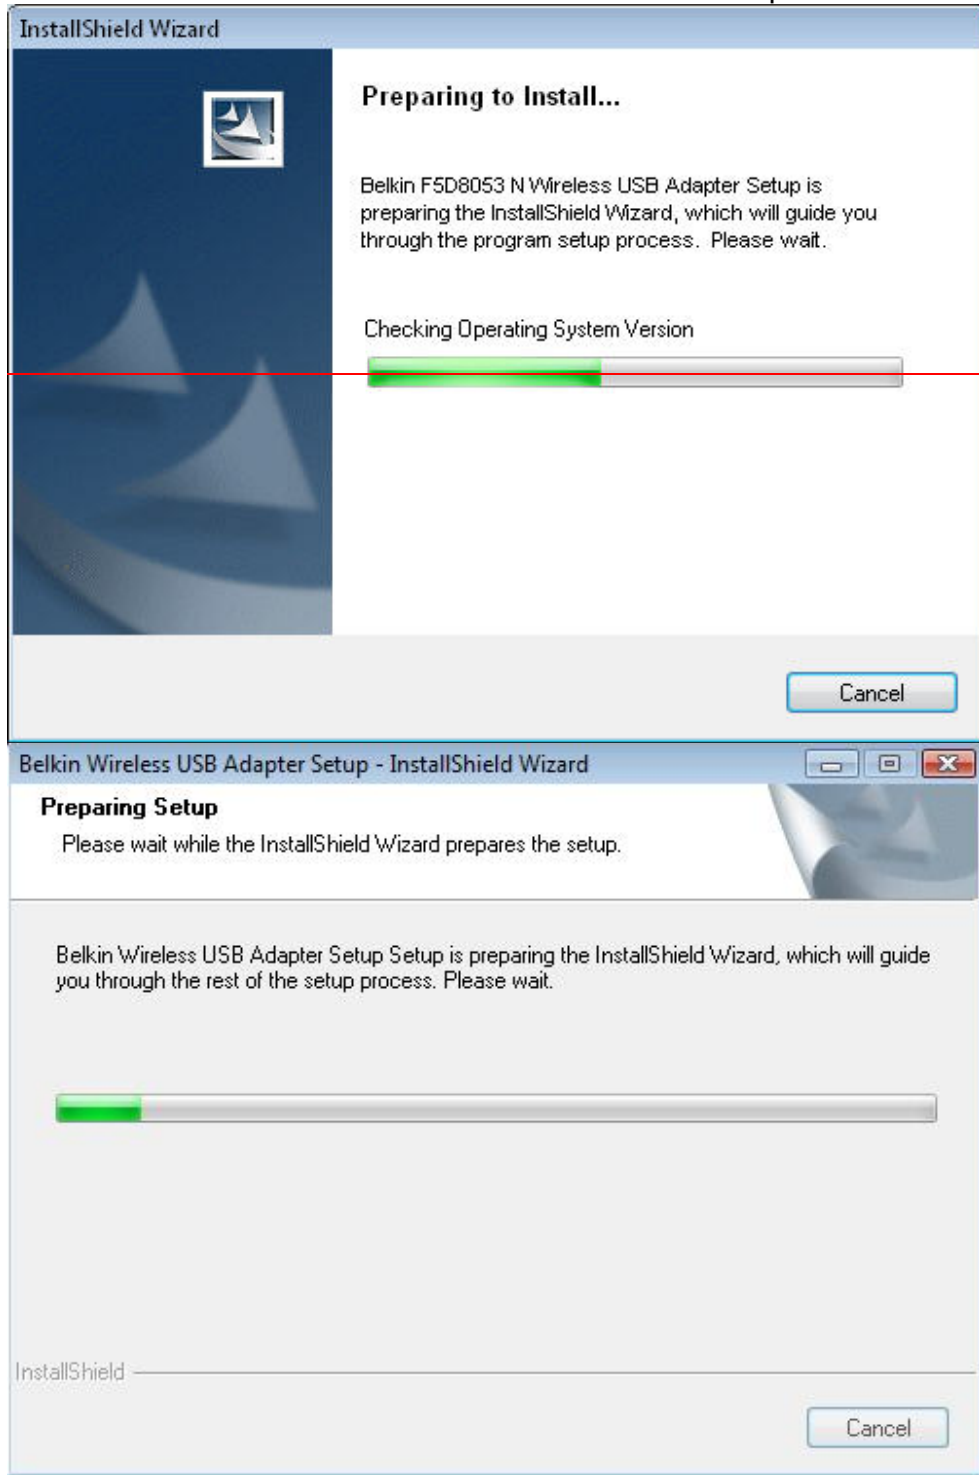 InstallShield Wizard
Preparing to Install...
Belkin F5D8053 N Wireless USB Adapter Setup is
preparing the InstallShield Wizard, which will guide you
through the program setup process. Please wait.
Checking Operating System Version
Cancel
Belkin Wireless USB Adapter Setup - InstallShield Wizard
Preparing Setup
Please wait while the InstallShield Wizard prepares the setup.
Belkin Wireless USB Adapter Setup Setup is preparing the InstallShield Wizard, which will guide
you through the rest of the setup process. Please wait.
InstallShield
Cancel